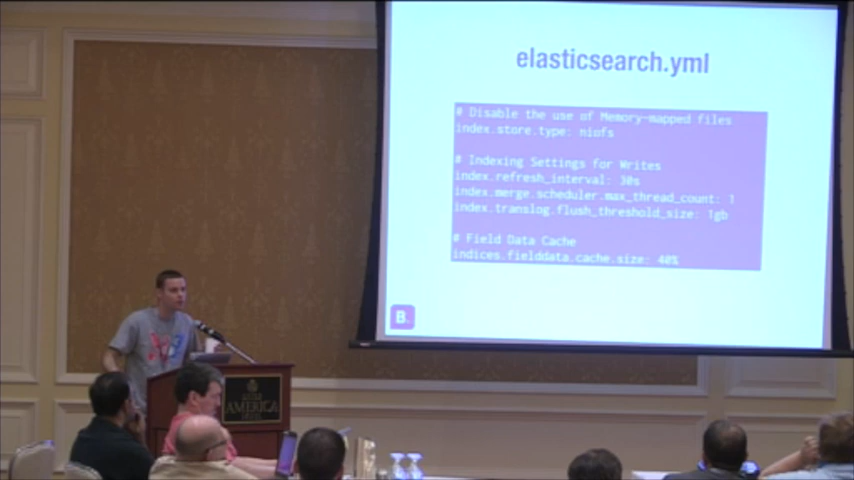 elasticsearch.yml
# Disable the use of Memory-mapped files
index.store.type: niofs
# Indexing Settings for Writes
index.refresh_interval: 30s
index.merge.scheduler.max_thread_count: 1
index.translog.flush_threshold_size: 1gb
# Field Data Cache
indices.fielddata.cache.size: 40%
B.
AMERICA